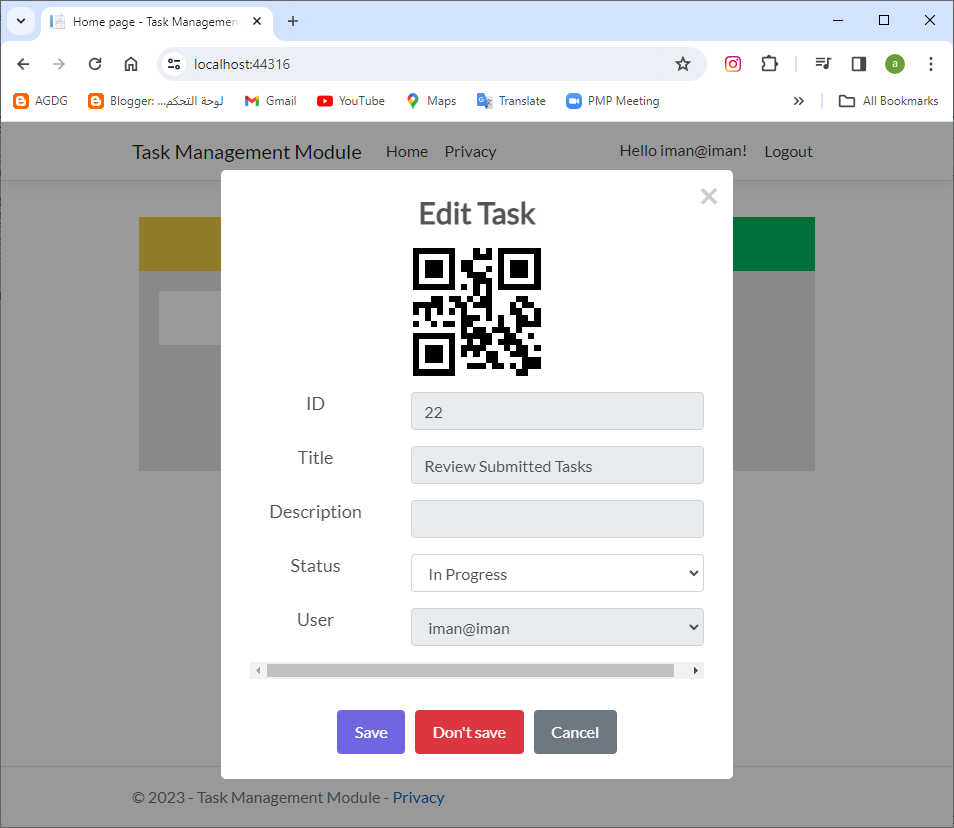 Home page - Task Management
localhost:44316
a
AGDG
Blogger: ...لوحة التحكم
Gmail
YouTube
Maps
Translate
PMP Meeting
All Bookmarks
Task Management Module
Home
Privacy
Hello iman@iman!
Logout
Edit Task
ID
22
Title
Review Submitted Tasks
Description
Status
In Progress
User
iman@iman
Save
Don't save
Cancel
© 2023 - Task Management Module - Privacy